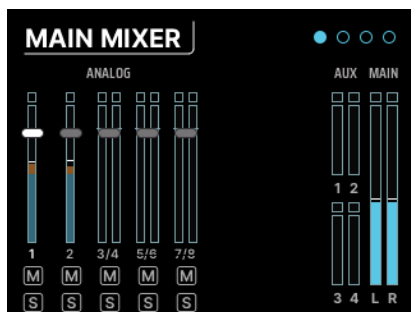 MAIN MIXER
ANALOG
AUX MAIN
1 2
1 2 3/4 5/6 7/8
M M M M M
S S S S S
3 4 L R